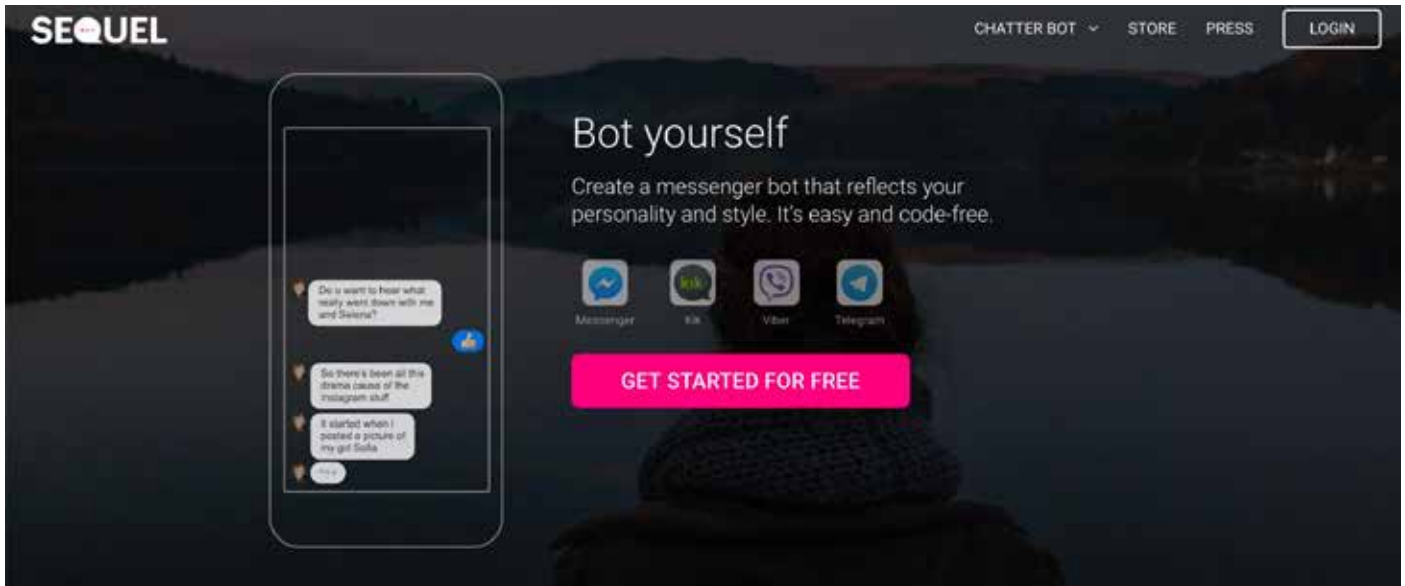 SEQUEL
CHATTER BOT
STORE
PRESS
LOGIN
Bot yourself
Create a messenger bot that reflects your
personality and style. It's easy and code-free.
Messenger
Kik
Viber
Telegram
GET STARTED FOR FREE
Do u want to hear what
really went down with me
and Selena?
So there's been all this
drama cause of the
instagram stuff
It started when I
posted a picture of
my girl Sofia